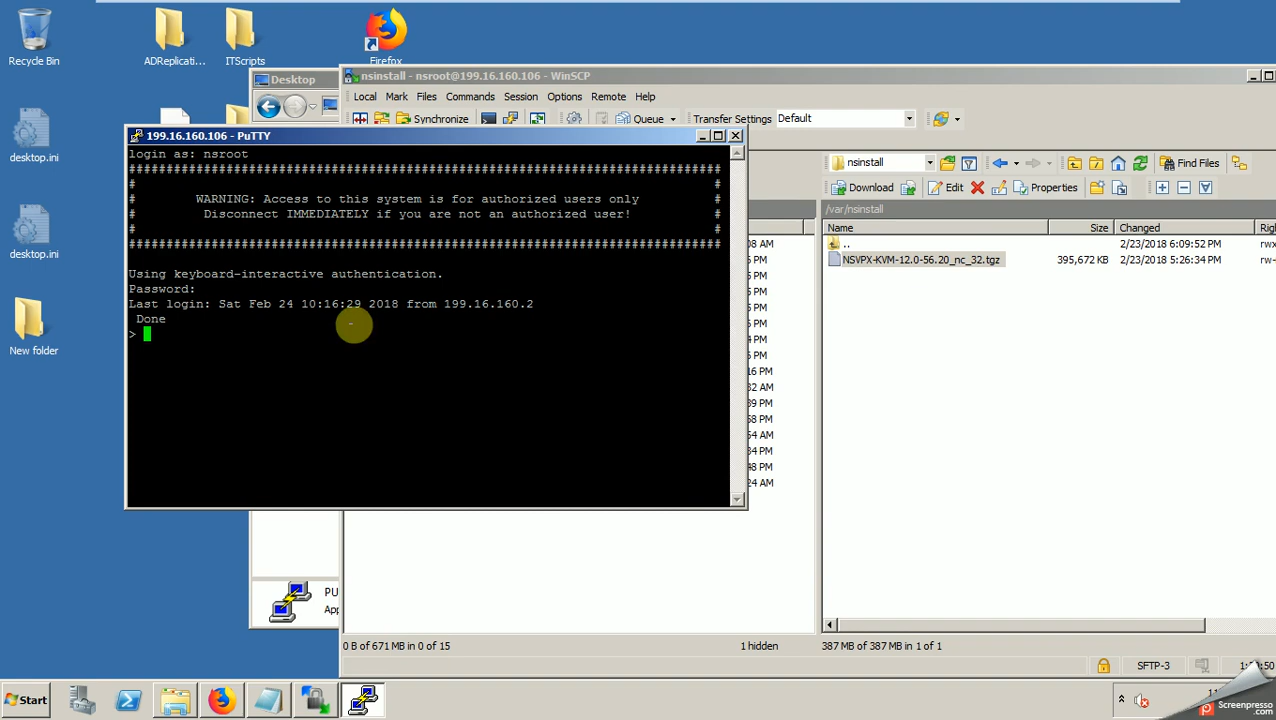 Recycle Bin
ADReplicati...
ITScripts
Firefox
desktop.ini
desktop.ini
New folder
Desktop
nsinstall - nsroot@199.16.160.106 - WinSCP
Local Mark Files Commands Session Options Remote Help
Synchronize
Queue
Transfer Settings Default
nsinstall
Find Files
Download
Edit
Properties
/var/nsinstall
Name Size Changed
.. 2/23/2018 6:09:52 PM rwx
NSVPX-KVM-12.0-56.20_nc_32.tgz 395,672 KB 2/23/2018 5:26:34 PM rw-
199.16.160.106 - PuTTY
login as: nsroot
###############################################################################
# #
# WARNING: Access to this system is for authorized users only #
# Disconnect IMMEDIATELY if you are not an authorized user! #
# #
###############################################################################
Using keyboard-interactive authentication.
Password:
Last login: Sat Feb 24 10:16:29 2018 from 199.16.160.2
Done
>
PU
App
0 B of 671 MB in 0 of 15
1 hidden
387 MB of 387 MB in 1 of 1
SFTP-3
Start
Screenpresso
.com